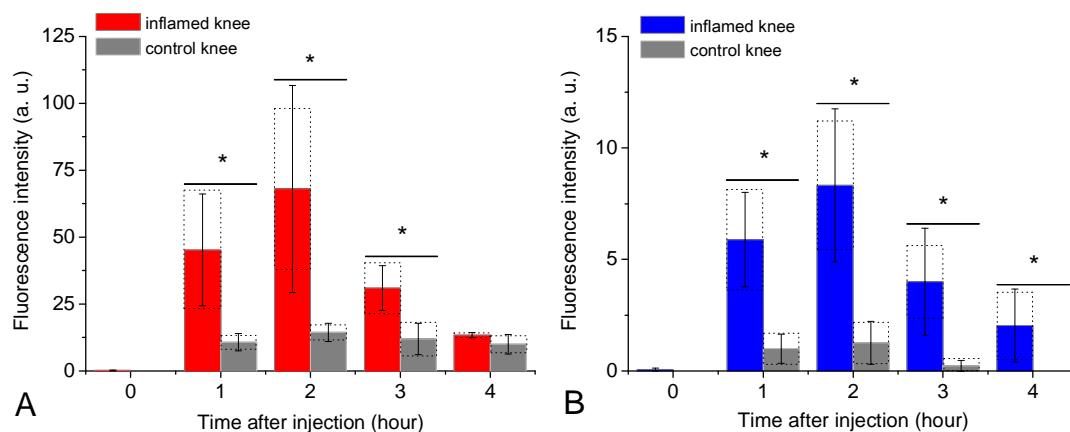 inflamed knee
control knee
Fluorescence intensity (a. u.)
125
100
75
50
25
0
*
*
*
0 1 2 3 4
Time after injection (hour)
A
inflamed knee
control knee
Fluorescence intensity (a. u.)
15
10
5
0
*
*
*
*
0 1 2 3 4
Time after injection (hour)
B